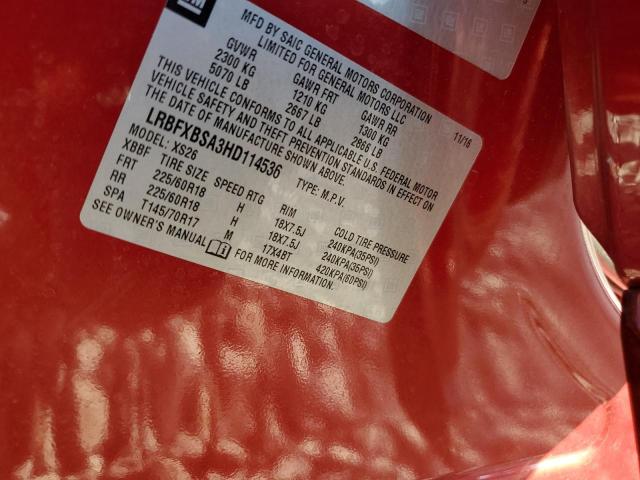 GM
MFD BY SAIC GENERAL MOTORS CORPORATION
LIMITED FOR GENERAL MOTORS LLC
GVWR GAWR FRT GAWR RR 11/16
2300 KG 1210 KG 1300 KG
5070 LB 2667 LB 2866 LB
THIS VEHICLE CONFORMS TO ALL APPLICABLE U.S. FEDERAL MOTOR
VEHICLE SAFETY AND THEFT PREVENTION STANDARDS IN EFFECT ON
THE DATE OF MANUFACTURE SHOWN ABOVE.
LRBFXBSA3HD114536 TYPE: M.P.V.
MODEL: XS26
XBBF TIRE SIZE SPEED RTG RIM COLD TIRE PRESSURE
FRT 225/60R18 H 18X7.5J 240KPA(35PSI)
RR 225/60R18 H 18X7.5J 240KPA(35PSI)
SPA T145/70R17 M 17X4BT 420KPA(60PSI)
SEE OWNER'S MANUAL FOR MORE INFORMATION.